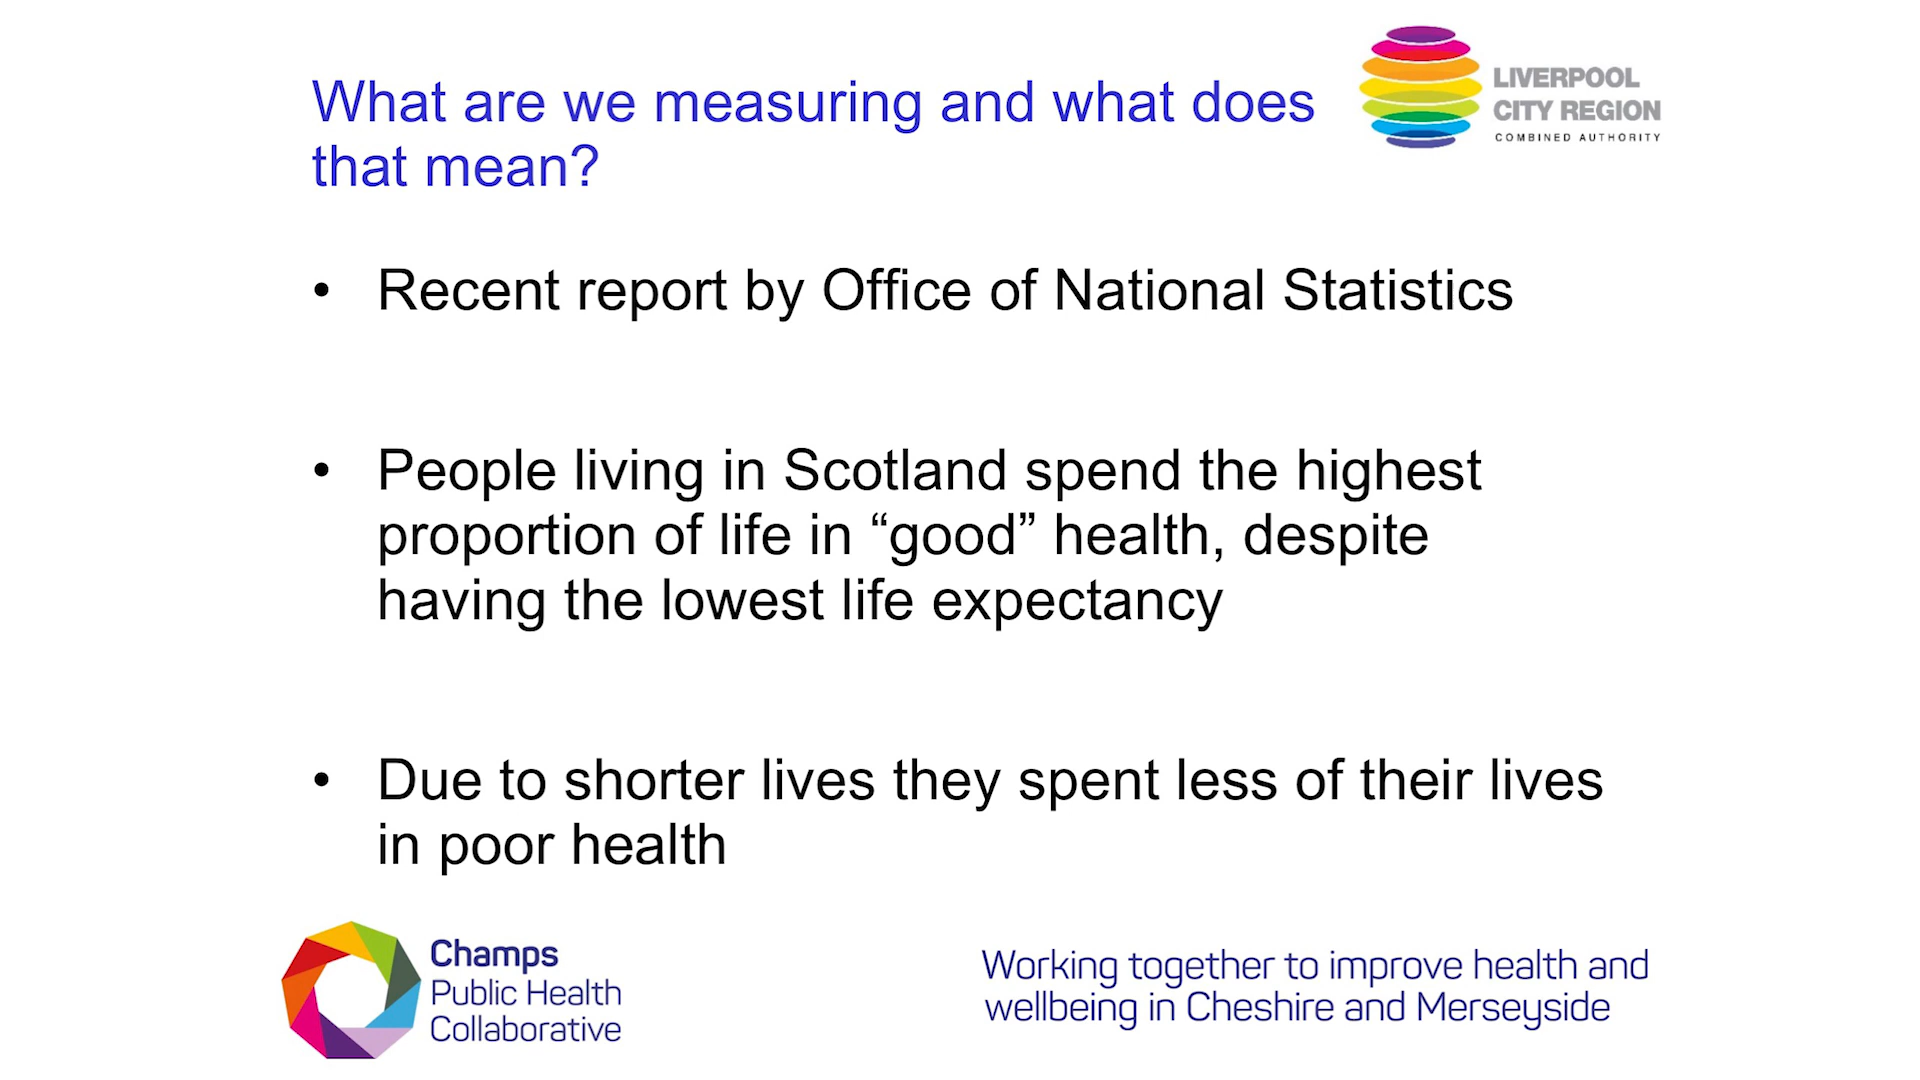 What are we measuring and what does
that mean?
LIVERPOOL
CITY REGION
COMBINED AUTHORITY
• Recent report by Office of National Statistics
• People living in Scotland spend the highest
proportion of life in “good” health, despite
having the lowest life expectancy
• Due to shorter lives they spent less of their lives
in poor health
Champs
Public Health
Collaborative
Working together to improve health and
wellbeing in Cheshire and Merseyside